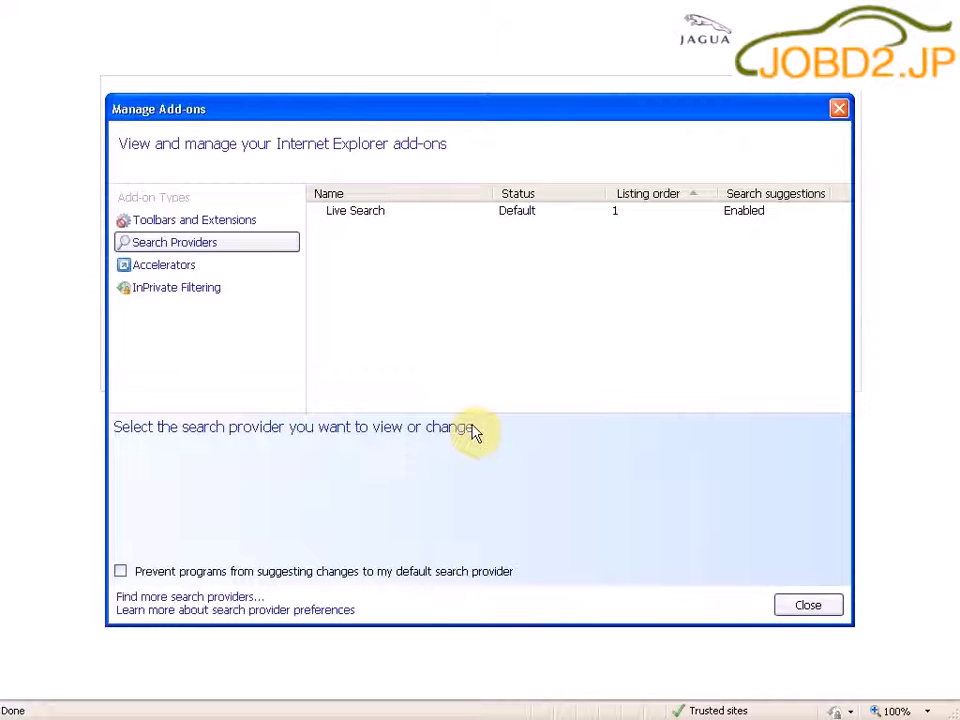 JAGUA
JOBD2.JP
Manage Add-ons
View and manage your Internet Explorer add-ons
Add-on Types
Toolbars and Extensions
Search Providers
Accelerators
InPrivate Filtering
Name Status Listing order Search suggestions
Live Search Default 1 Enabled
Select the search provider you want to view or change
Prevent programs from suggesting changes to my default search provider
Find more search providers...
Learn more about search provider preferences
Close
Done Trusted sites 100%